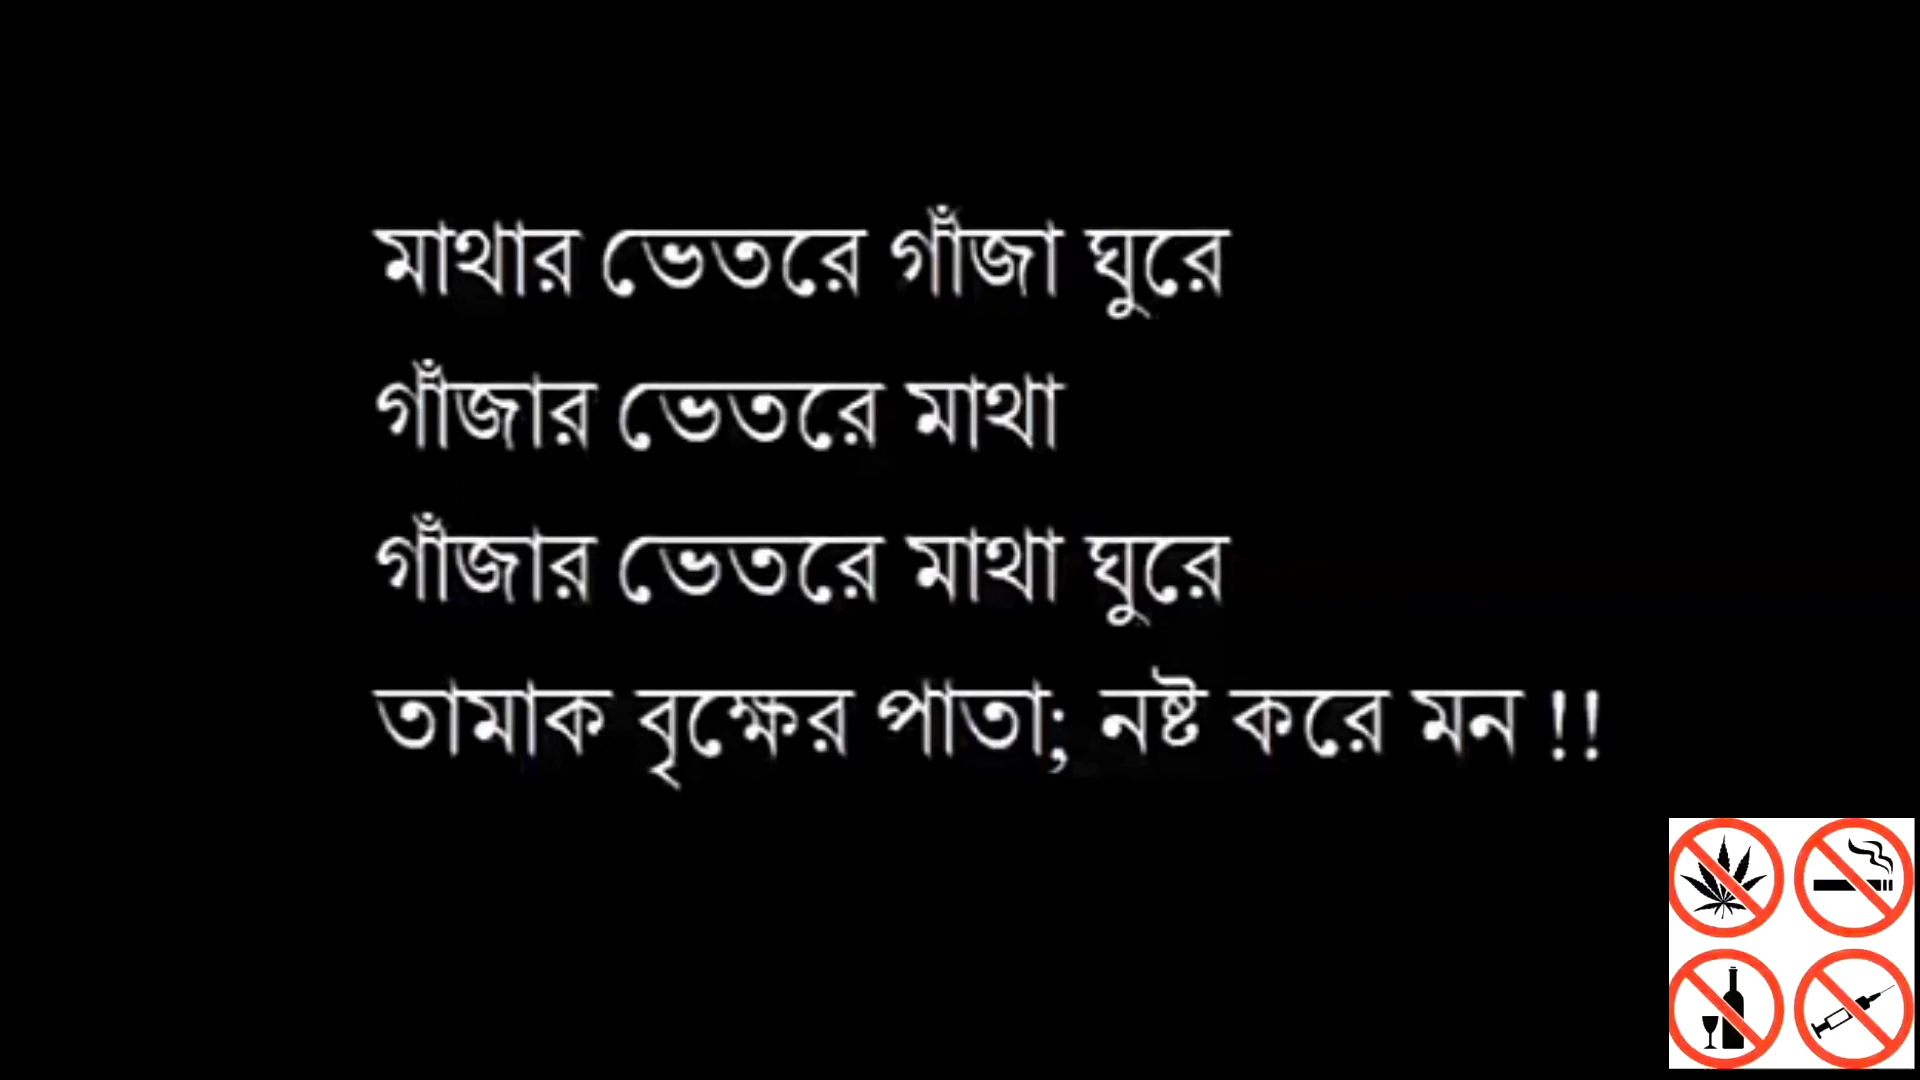 মাথার ভেতরে গাঁজা ঘুরে
গাঁজার ভেতরে মাথা
গাঁজার ভেতরে মাথা ঘুরে
তামাক বৃক্ষের পাতা; নষ্ট করে মন !!